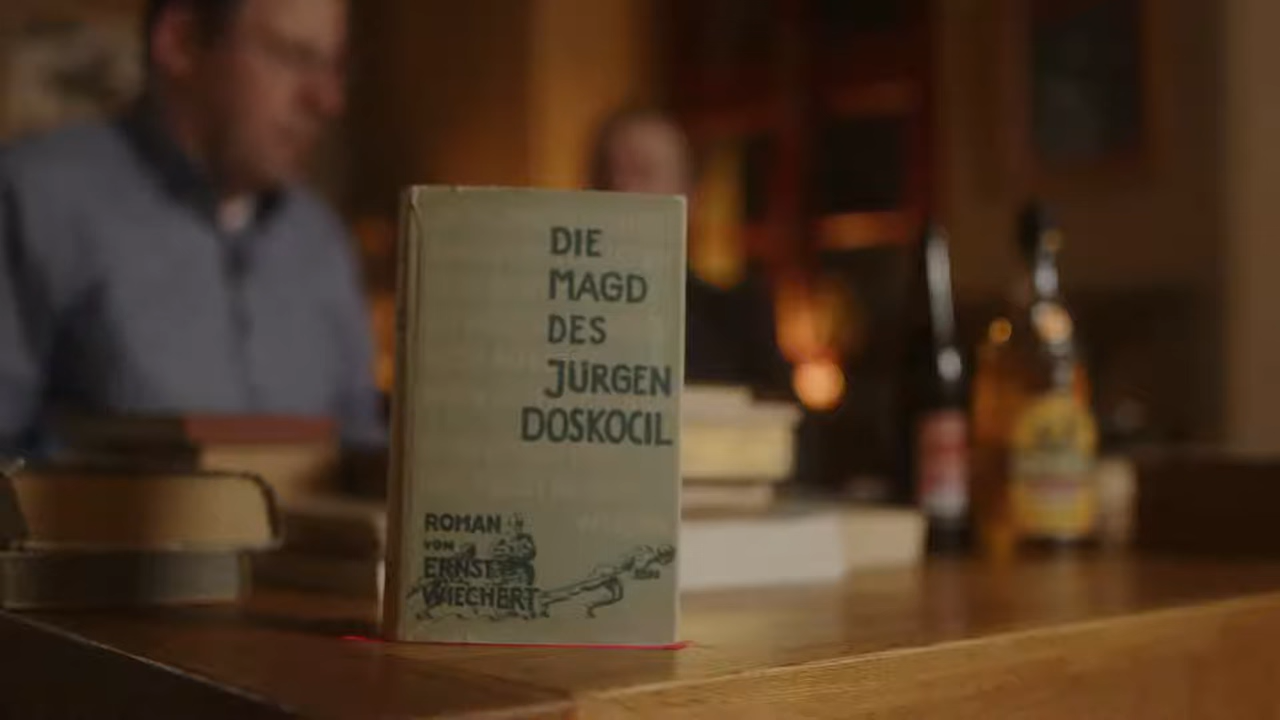 DIE
MAGD
DES
JÜRGEN
DOSKOCIL
ROMAN
VON
ERNST
WIECHERT